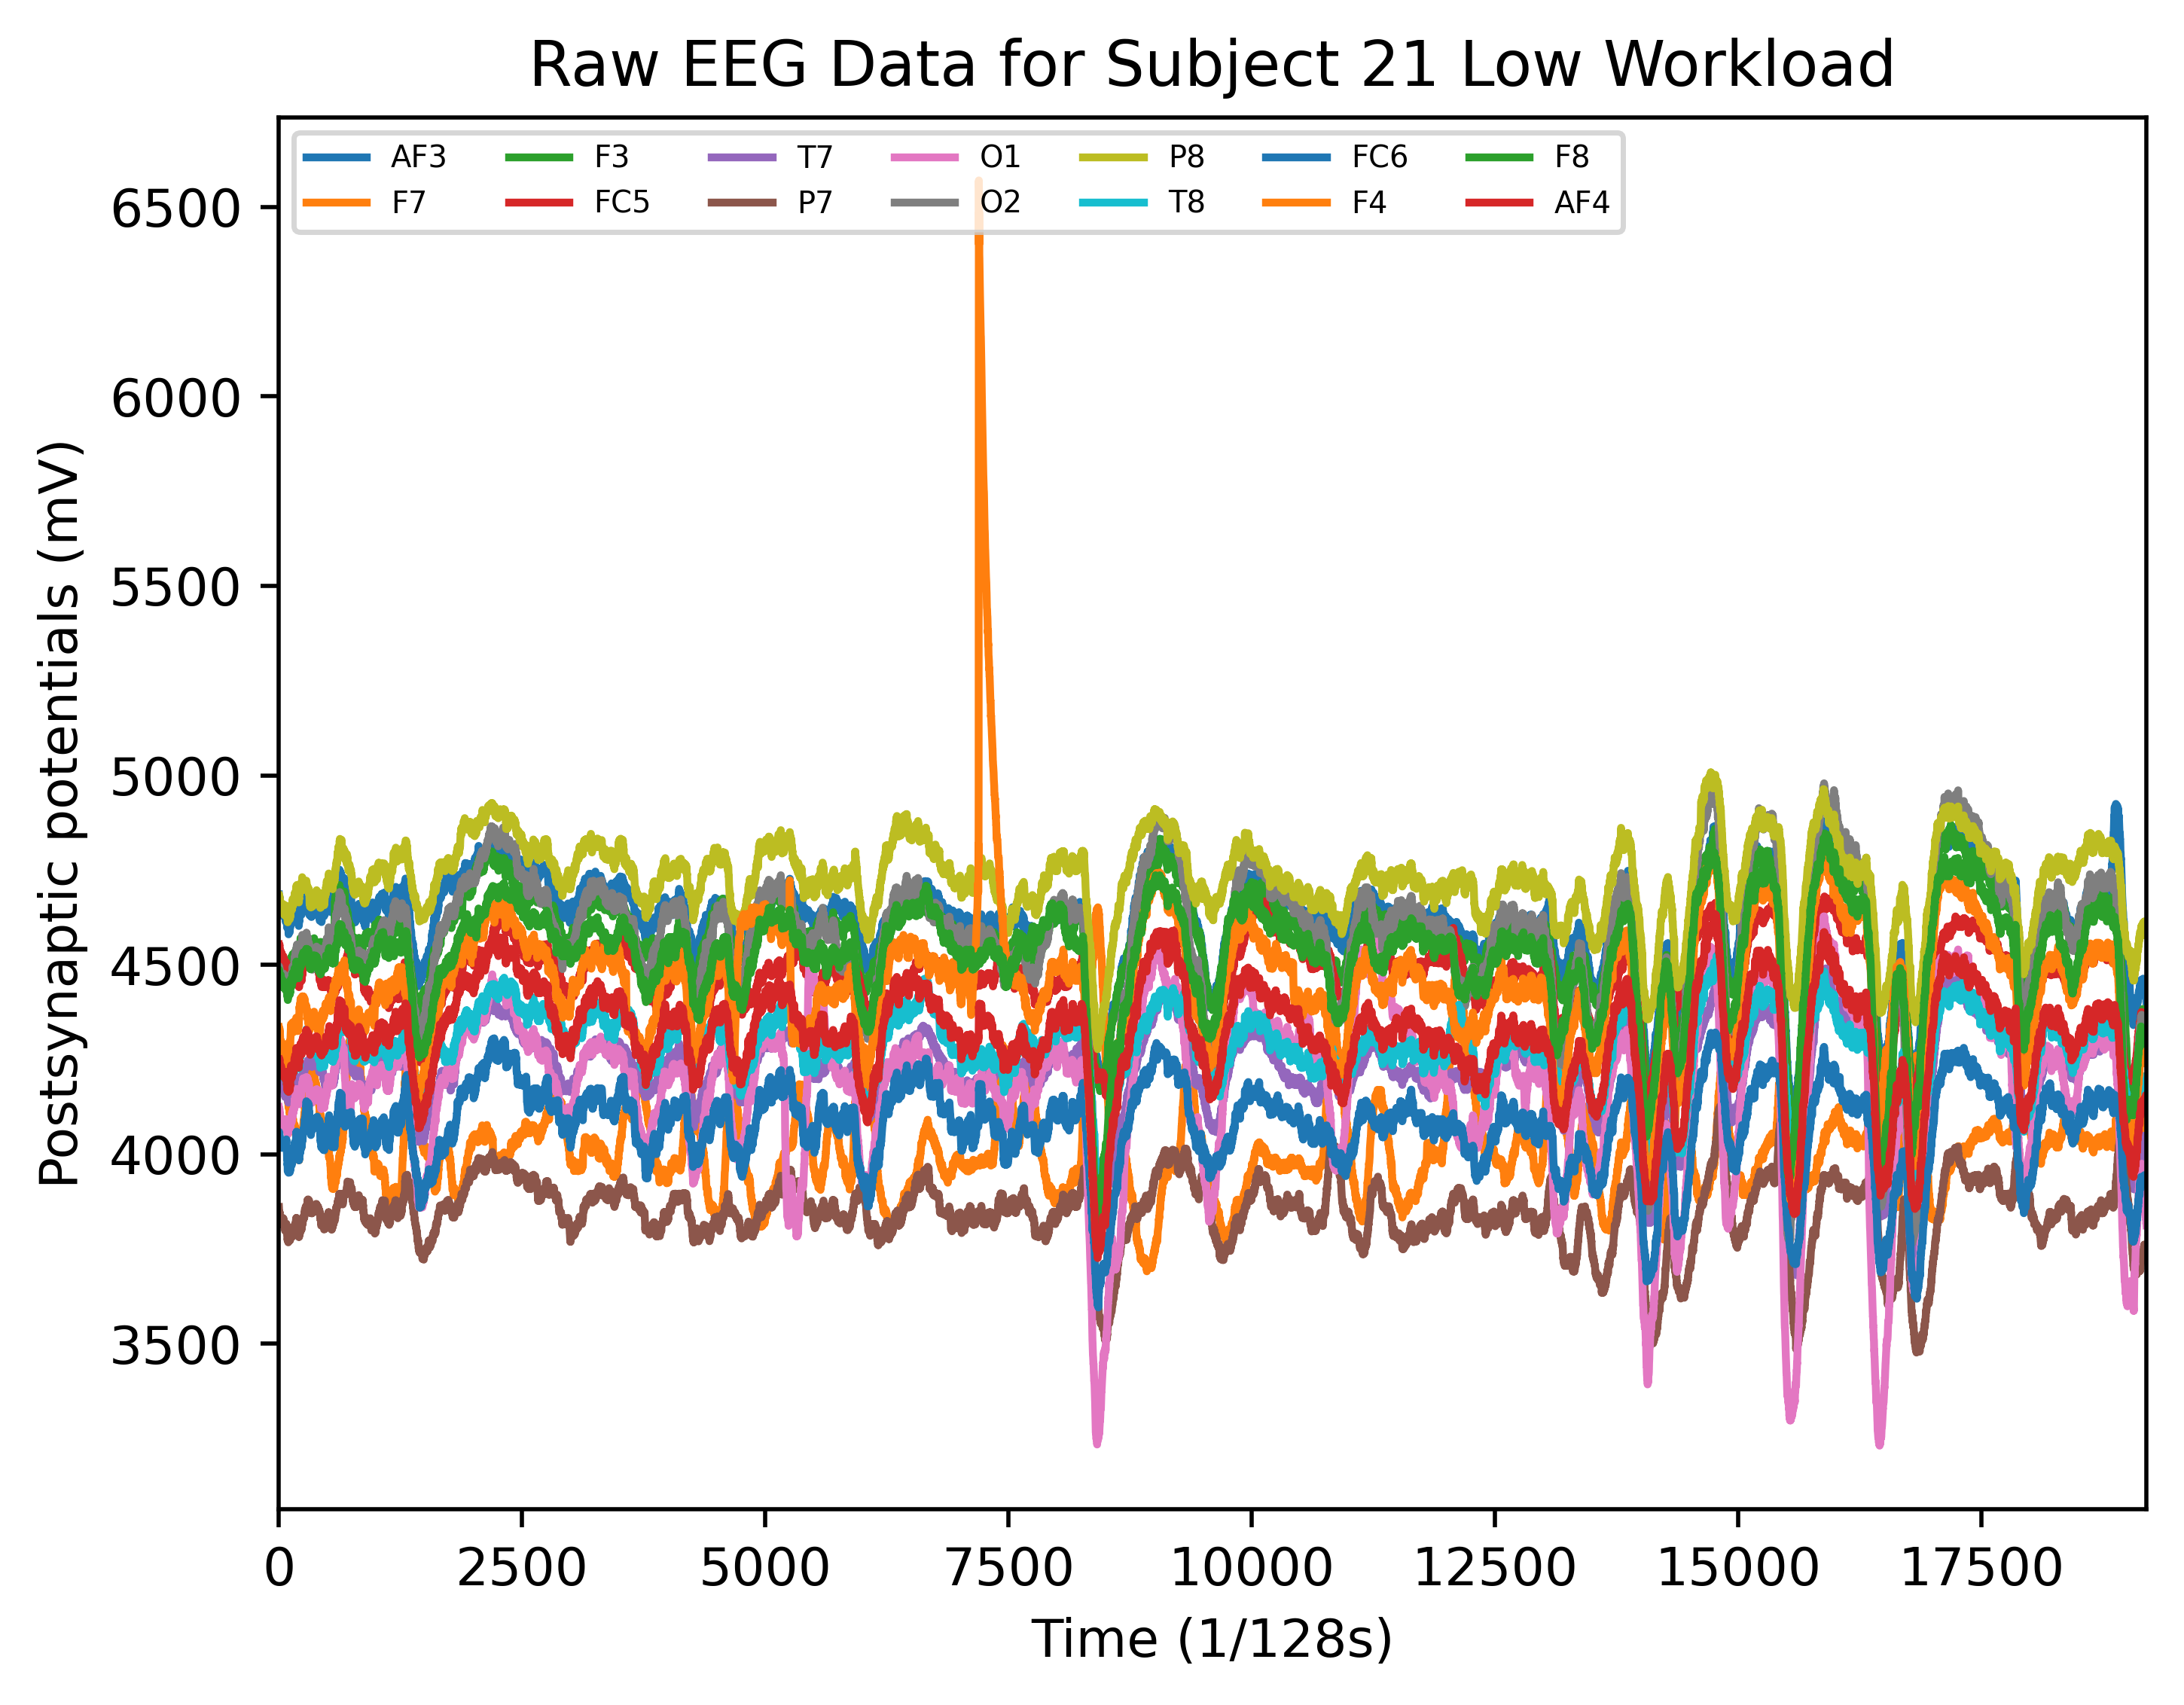 Raw EEG Data for Subject 21 Low Workload
AF3 F3 T7 O1 P8 FC6 F8
F7 FC5 P7 O2 T8 F4 AF4
Postsynaptic potentials (mV)
6500
6000
5500
5000
4500
4000
3500
0 2500 5000 7500 10000 12500 15000 17500
Time (1/128s)